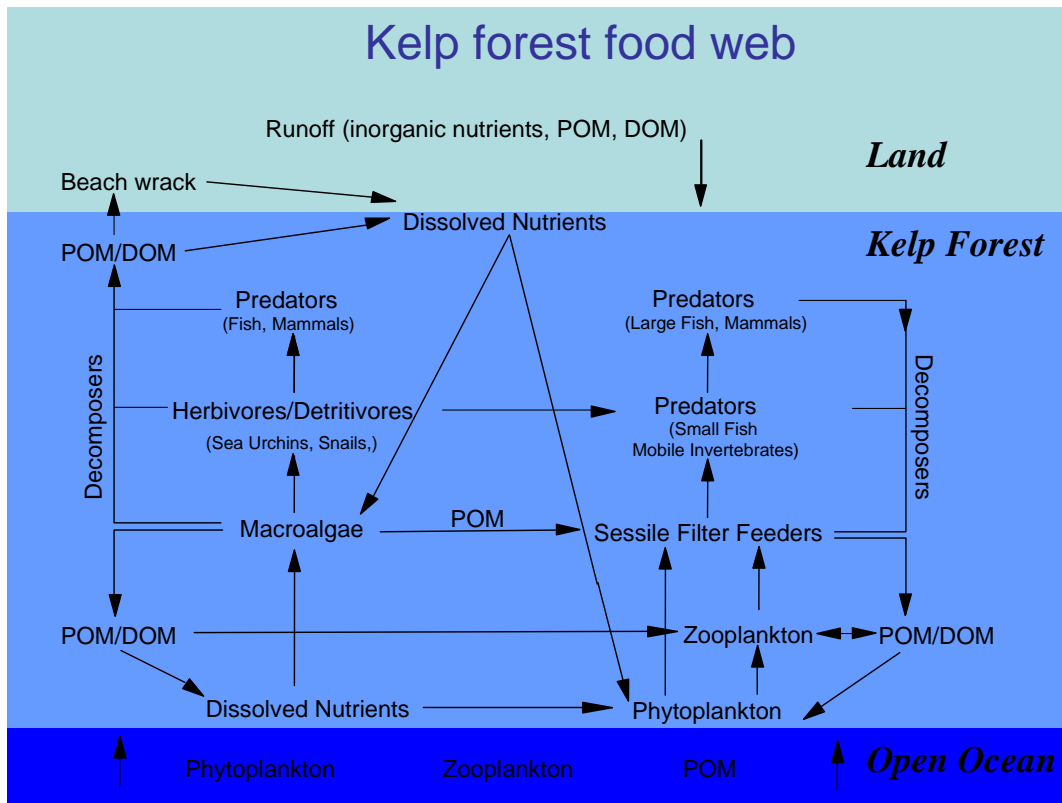 Kelp forest food web
Runoff (inorganic nutrients, POM, DOM)
Land
Beach wrack
Dissolved Nutrients
Kelp Forest
POM/DOM
Predators
(Fish, Mammals)
Predators
(Large Fish, Mammals)
Decomposers
Decomposers
Herbivores/Detritivores
(Sea Urchins, Snails,)
Predators
(Small Fish
Mobile Invertebrates)
Macroalgae
POM
Sessile Filter Feeders
POM/DOM
Zooplankton
POM/DOM
Dissolved Nutrients
Phytoplankton
Phytoplankton
Zooplankton
POM
Open Ocean